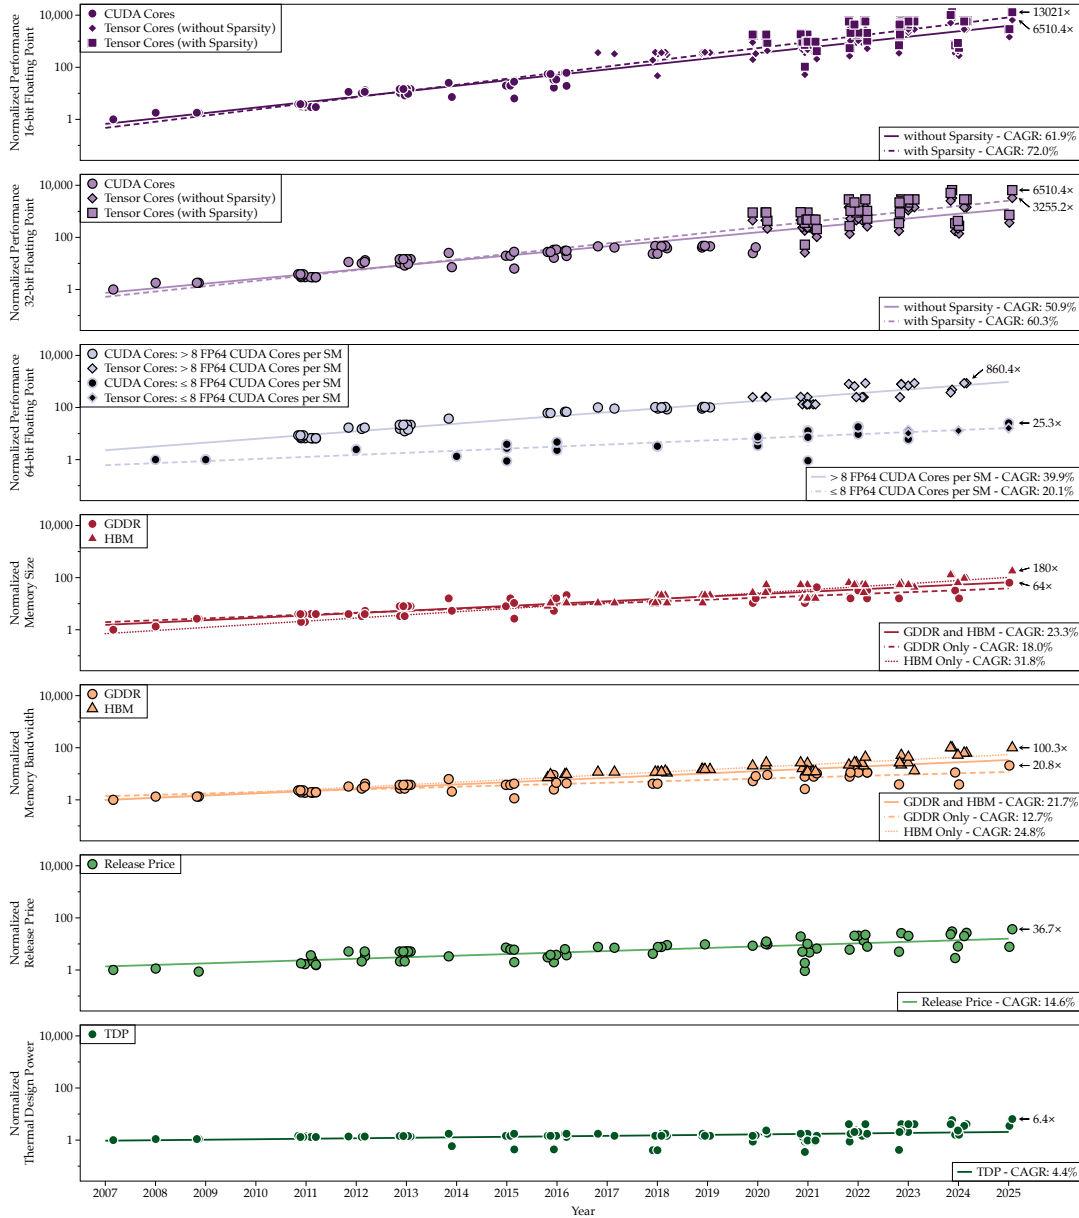 Normalized Performance
16-bit Floating Point
10,000
100
1
CUDA Cores
Tensor Cores (without Sparsity)
Tensor Cores (with Sparsity)
13021×
6510.4×
without Sparsity - CAGR: 61.9%
with Sparsity - CAGR: 72.0%
Normalized Performance
32-bit Floating Point
10,000
100
1
CUDA Cores
Tensor Cores (without Sparsity)
Tensor Cores (with Sparsity)
6510.4×
3255.2×
without Sparsity - CAGR: 50.9%
with Sparsity - CAGR: 60.3%
Normalized Performance
64-bit Floating Point
10,000
100
1
CUDA Cores: > 8 FP64 CUDA Cores per SM
Tensor Cores: > 8 FP64 CUDA Cores per SM
CUDA Cores: ≤ 8 FP64 CUDA Cores per SM
Tensor Cores: ≤ 8 FP64 CUDA Cores per SM
860.4×
25.3×
> 8 FP64 CUDA Cores per SM - CAGR: 39.9%
≤ 8 FP64 CUDA Cores per SM - CAGR: 20.1%
Normalized
Memory Size
10,000
100
1
GDDR
HBM
180×
64×
GDDR and HBM - CAGR: 23.3%
GDDR Only - CAGR: 18.0%
HBM Only - CAGR: 31.8%
Normalized
Memory Bandwidth
10,000
100
1
GDDR
HBM
100.3×
20.8×
GDDR and HBM - CAGR: 21.7%
GDDR Only - CAGR: 12.7%
HBM Only - CAGR: 24.8%
Normalized
Release Price
10,000
100
1
Release Price
36.7×
Release Price - CAGR: 14.6%
Normalized
Thermal Design Power
10,000
100
1
TDP
6.4×
TDP - CAGR: 4.4%
2007 2008 2009 2010 2011 2012 2013 2014 2015 2016 2017 2018 2019 2020 2021 2022 2023 2024 2025
Year